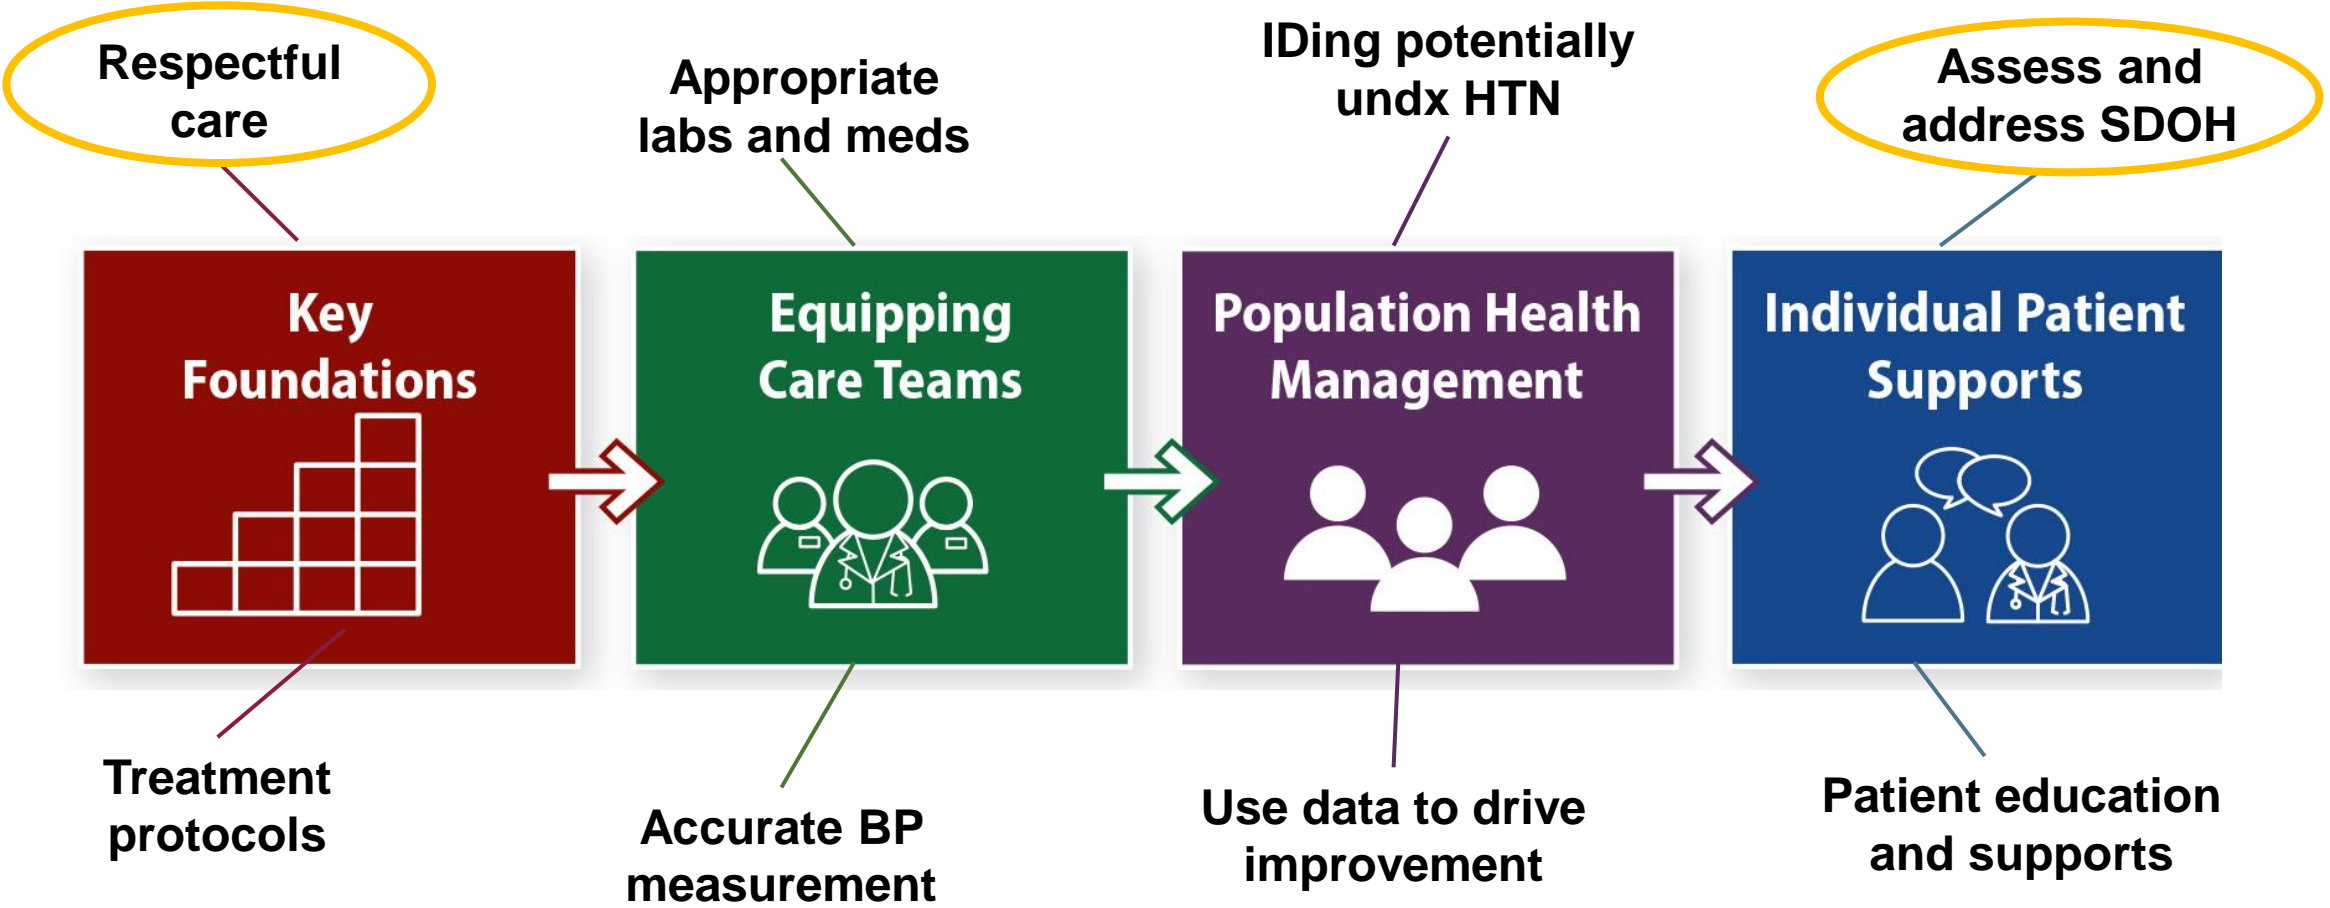 Respectful
care
Appropriate
labs and meds
IDing potentially
undx HTN
Assess and
address SDOH
Key
Foundations
Equipping
Care Teams
Population Health
Management
Individual Patient
Supports
Treatment
protocols
Accurate BP
measurement
Use data to drive
improvement
Patient education
and supports